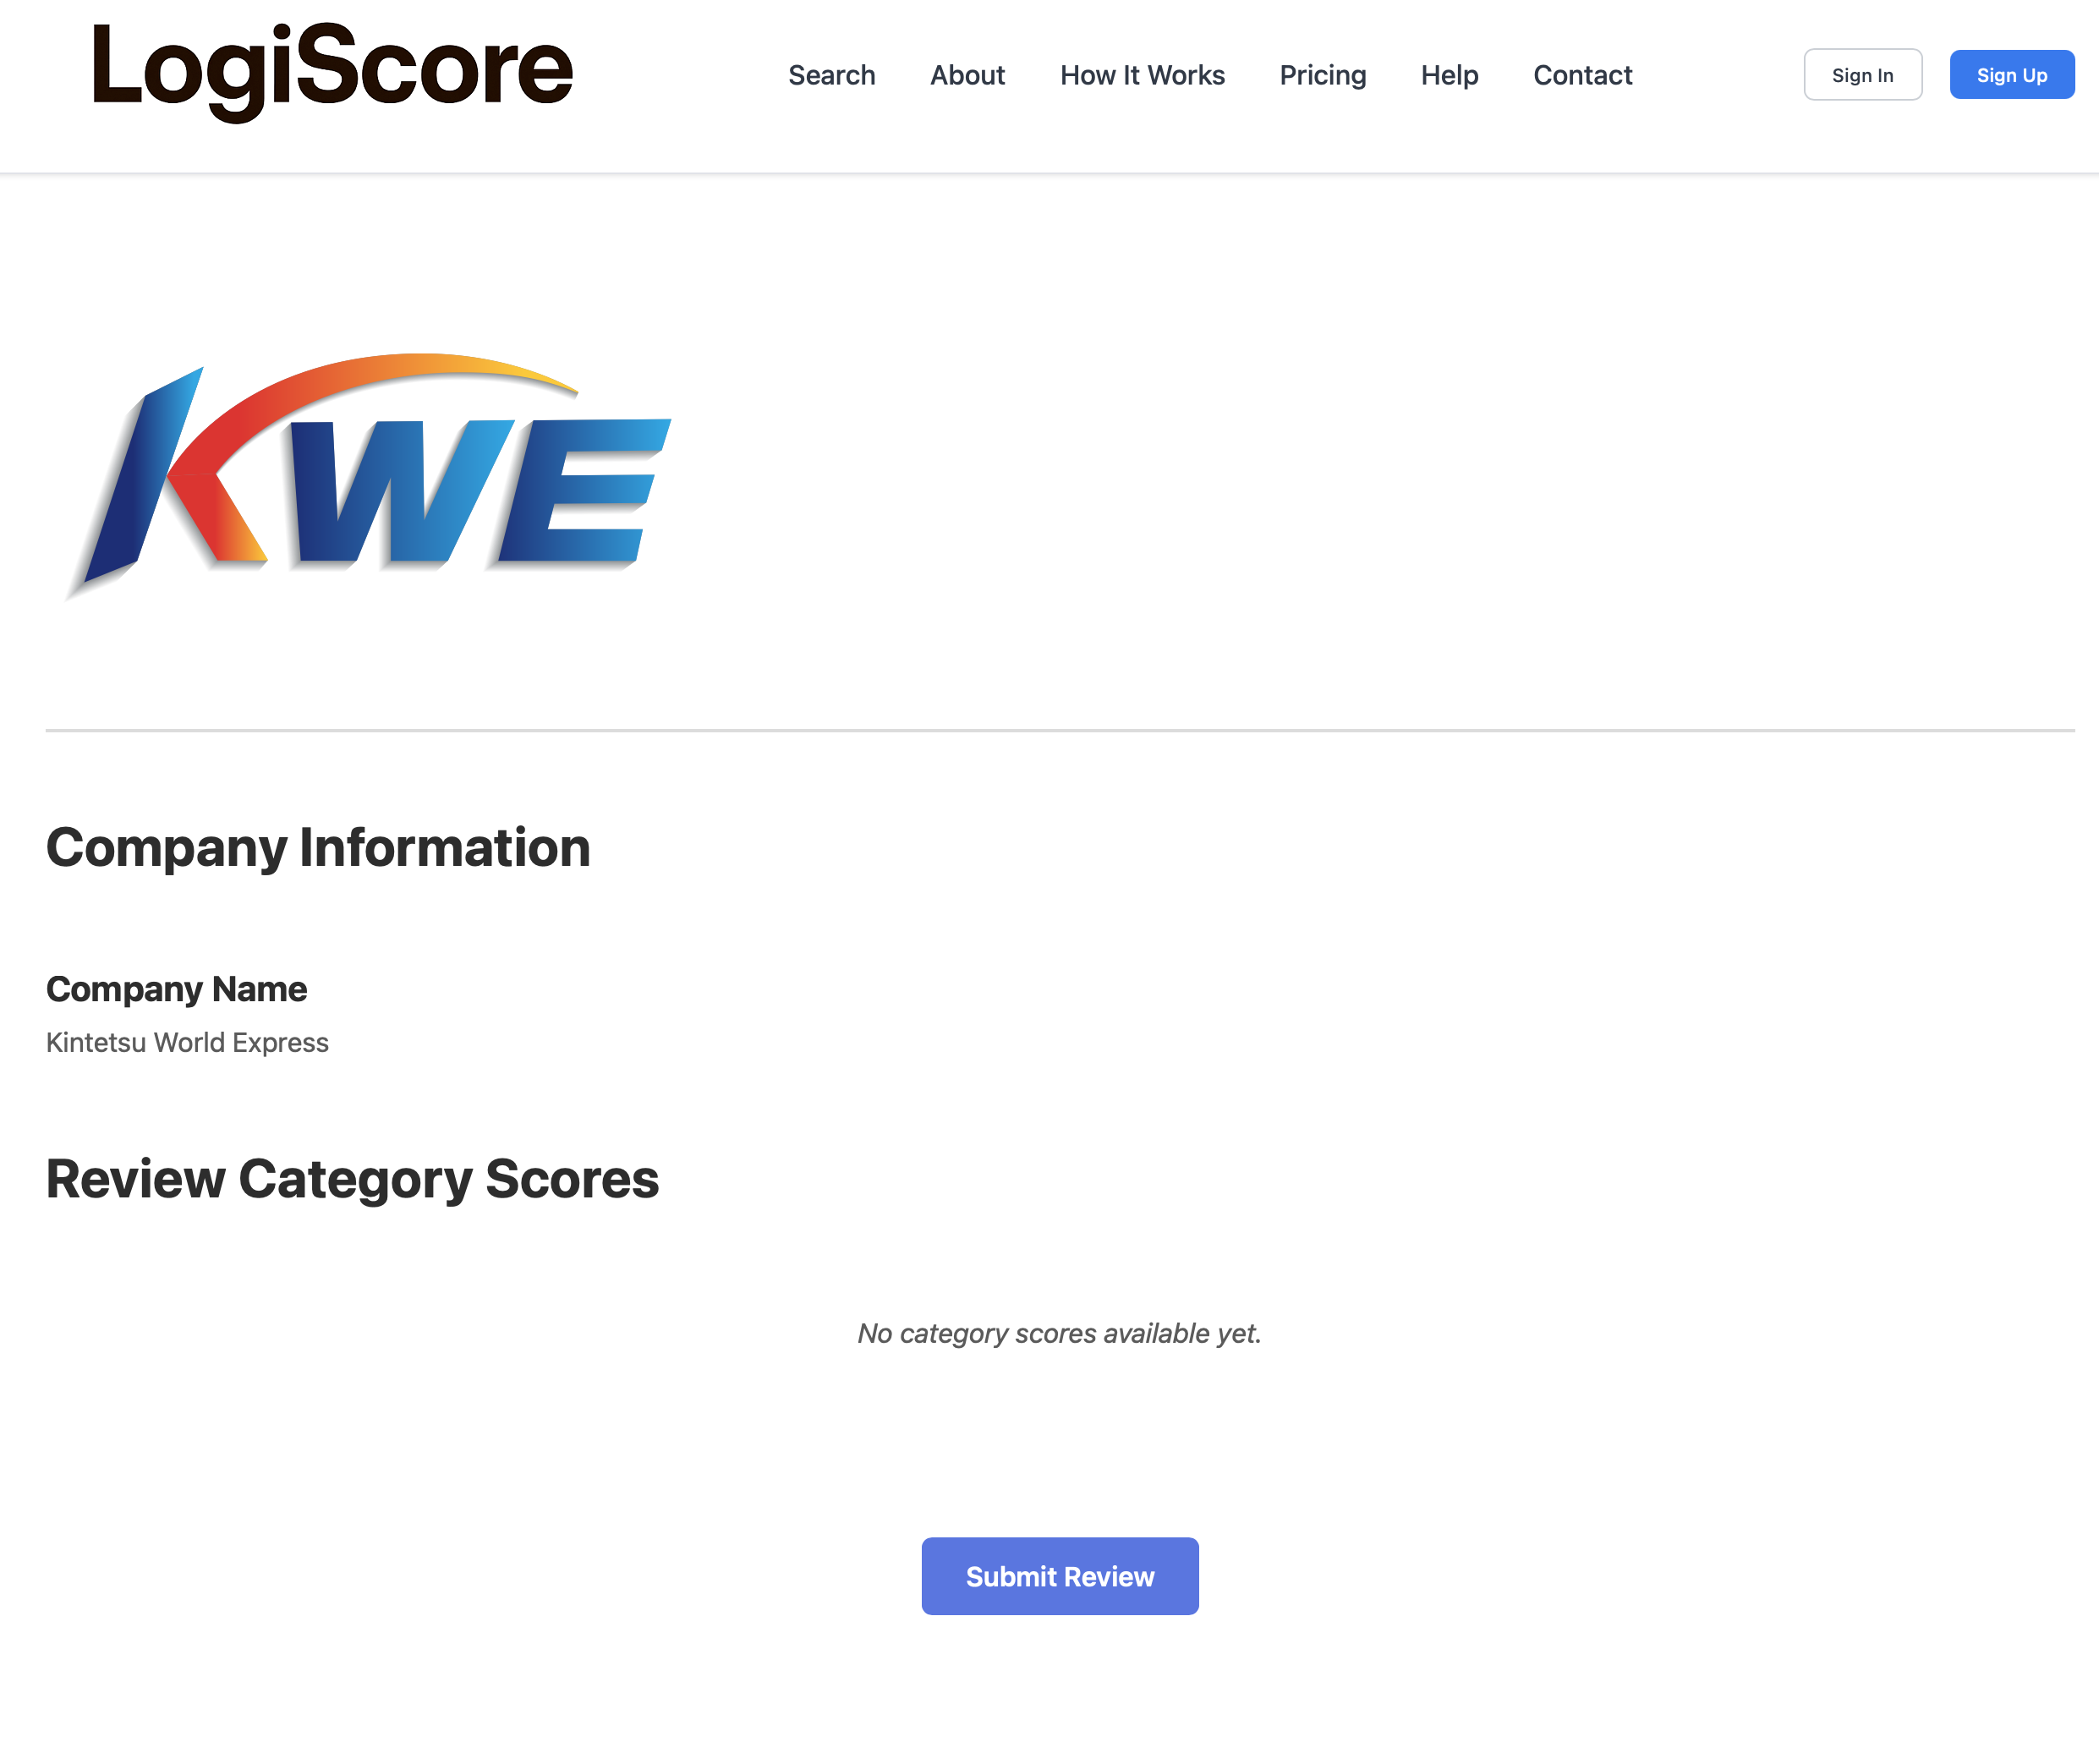 LogiScore
Search About How It Works Pricing Help Contact Sign In Sign Up
KWE
Company Information
Company Name
Kintetsu World Express
Review Category Scores
No category scores available yet.
Submit Review